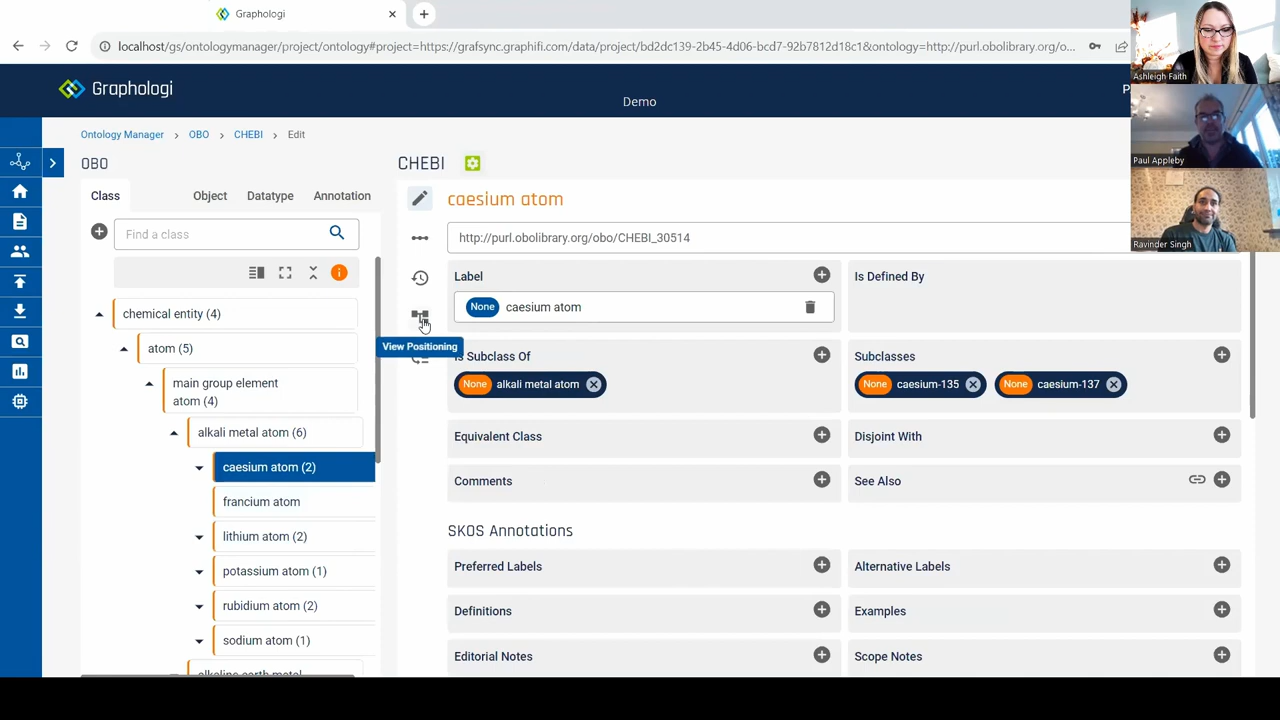 Graphologi
localhost/gs/ontologymanager/project/ontology#project=https://grafsync.graphifi.com/data/project/bd2dc139-2b45-4d06-bcd7-92b7812d18c1&ontology=http://purl.obolibrary.org/o...
Graphologi
Demo
P
Ashleigh Faith
Paul Appleby
Ravinder Singh
Ontology Manager > OBO > CHEBI > Edit
OBO
Class Object Datatype Annotation
Find a class
chemical entity (4)
atom (5)
main group element
atom (4)
alkali metal atom (6)
caesium atom (2)
francium atom
lithium atom (2)
potassium atom (1)
rubidium atom (2)
sodium atom (1)
alkaline earth metal
CHEBI
caesium atom
http://purl.obolibrary.org/obo/CHEBI_30514
Label
None caesium atom
Is Defined By
View Positioning
Is Subclass Of
None alkali metal atom
Subclasses
None caesium-135 None caesium-137
Equivalent Class
Disjoint With
Comments
See Also
SKOS Annotations
Preferred Labels
Alternative Labels
Definitions
Examples
Editorial Notes
Scope Notes